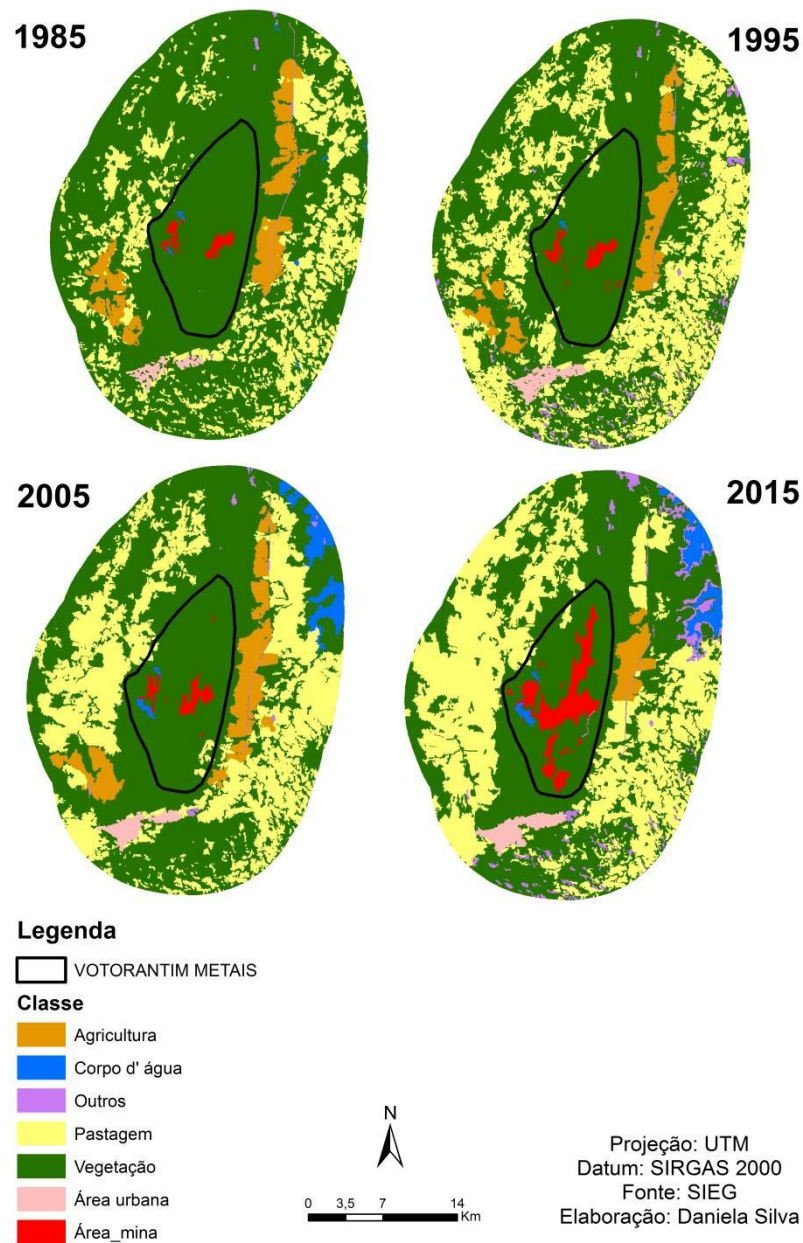 1985
1995
2005
2015
Legenda
VOTORANTIM METAIS
Classe
Agricultura
Corpo d' água
Outros
Pastagem
Vegetação
Área urbana
Área_mina
N
0 3,5 7 14
Km
Projeção: UTM
Datum: SIRGAS 2000
Fonte: SIEG
Elaboração: Daniela Silva